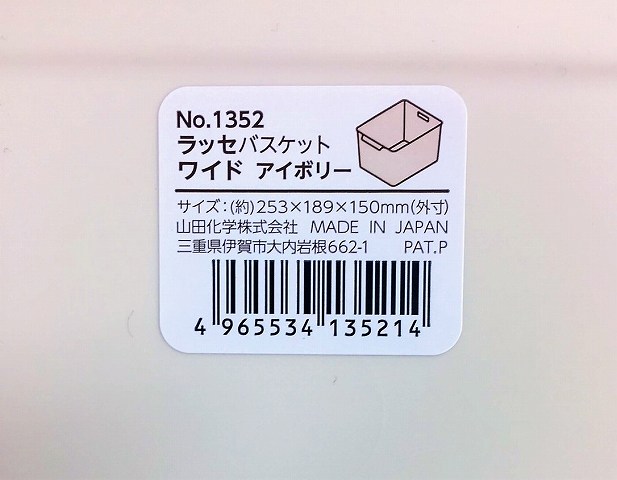 No.1352
ラッセバスケット
ワイド アイボリー
サイズ:(約)253×189×150mm(外寸)
山田化学株式会社 MADE IN JAPAN
三重県伊賀市大内岩根662-1 PAT.P
4 965534 135214